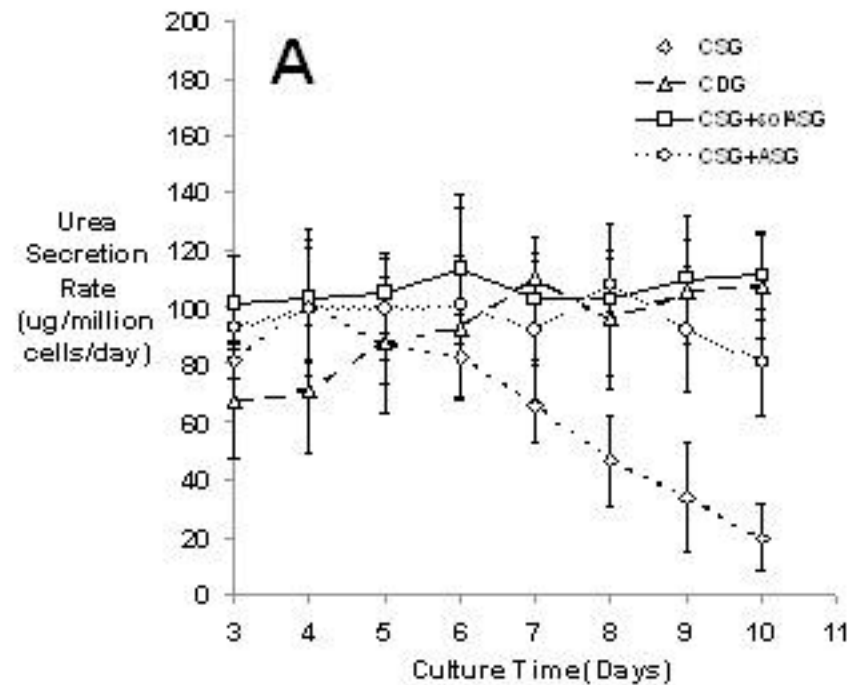 200
180
160
140
120
100
80
60
40
20
0
A
CSG
CDG
CSG+solASG
CSG+ASG
Urea
Secretion
Rate
(ug/million
cells/day)
3 4 5 6 7 8 9 10 11
Culture Time(Days)